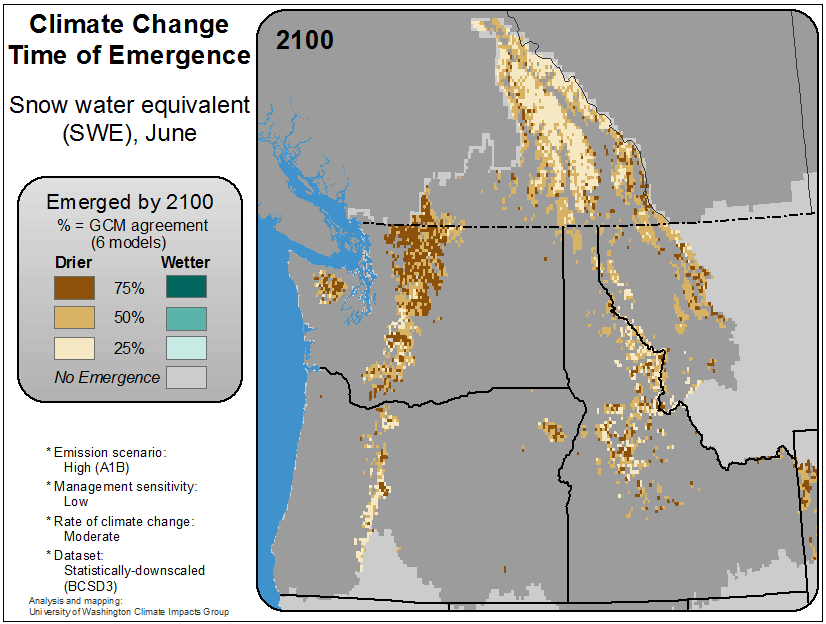 Climate Change
Time of Emergence
Snow water equivalent
(SWE), June
Emerged by 2100
% = GCM agreement
(6 models)
Drier
Wetter
75%
50%
25%
No Emergence
* Emission scenario:
High (A1B)
* Management sensitivity:
Low
* Rate of climate change:
Moderate
* Dataset:
Statistically-downscaled
(BCSD3)
Analysis and mapping:
University of Washington Climate Impacts Group
2100